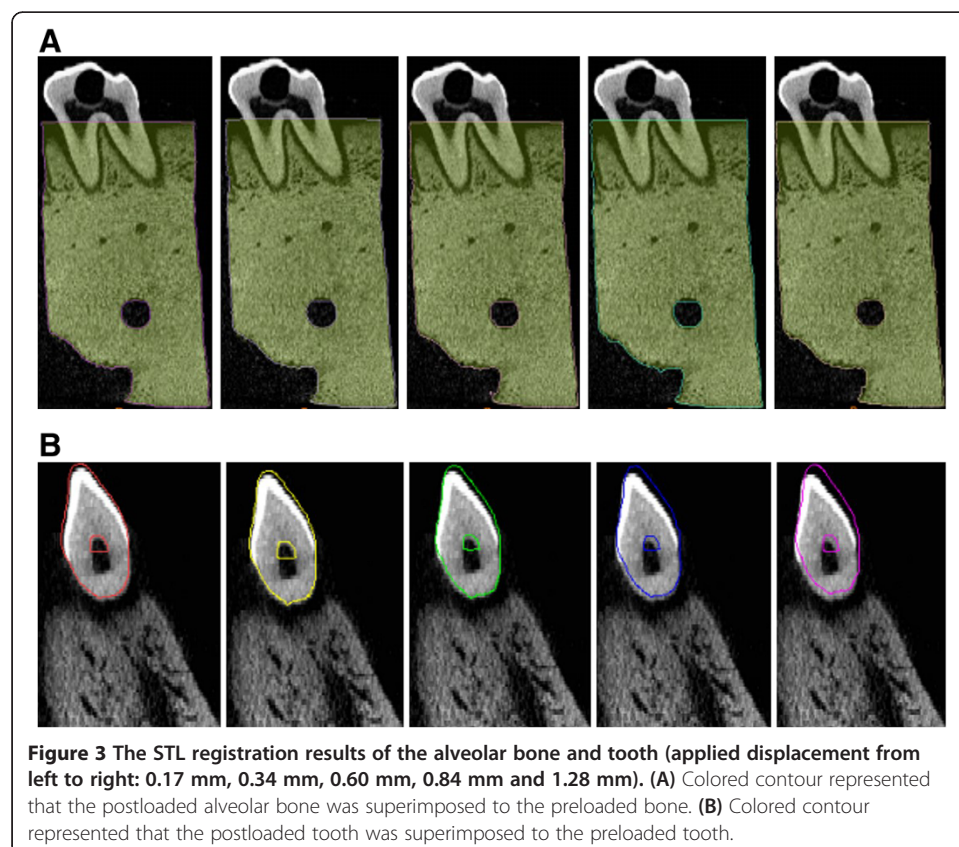 A
B
Figure 3 The STL registration results of the alveolar bone and tooth (applied displacement from
left to right: 0.17 mm, 0.34 mm, 0.60 mm, 0.84 mm and 1.28 mm). (A) Colored contour represented
that the postloaded alveolar bone was superimposed to the preloaded bone. (B) Colored contour
represented that the postloaded tooth was superimposed to the preloaded tooth.